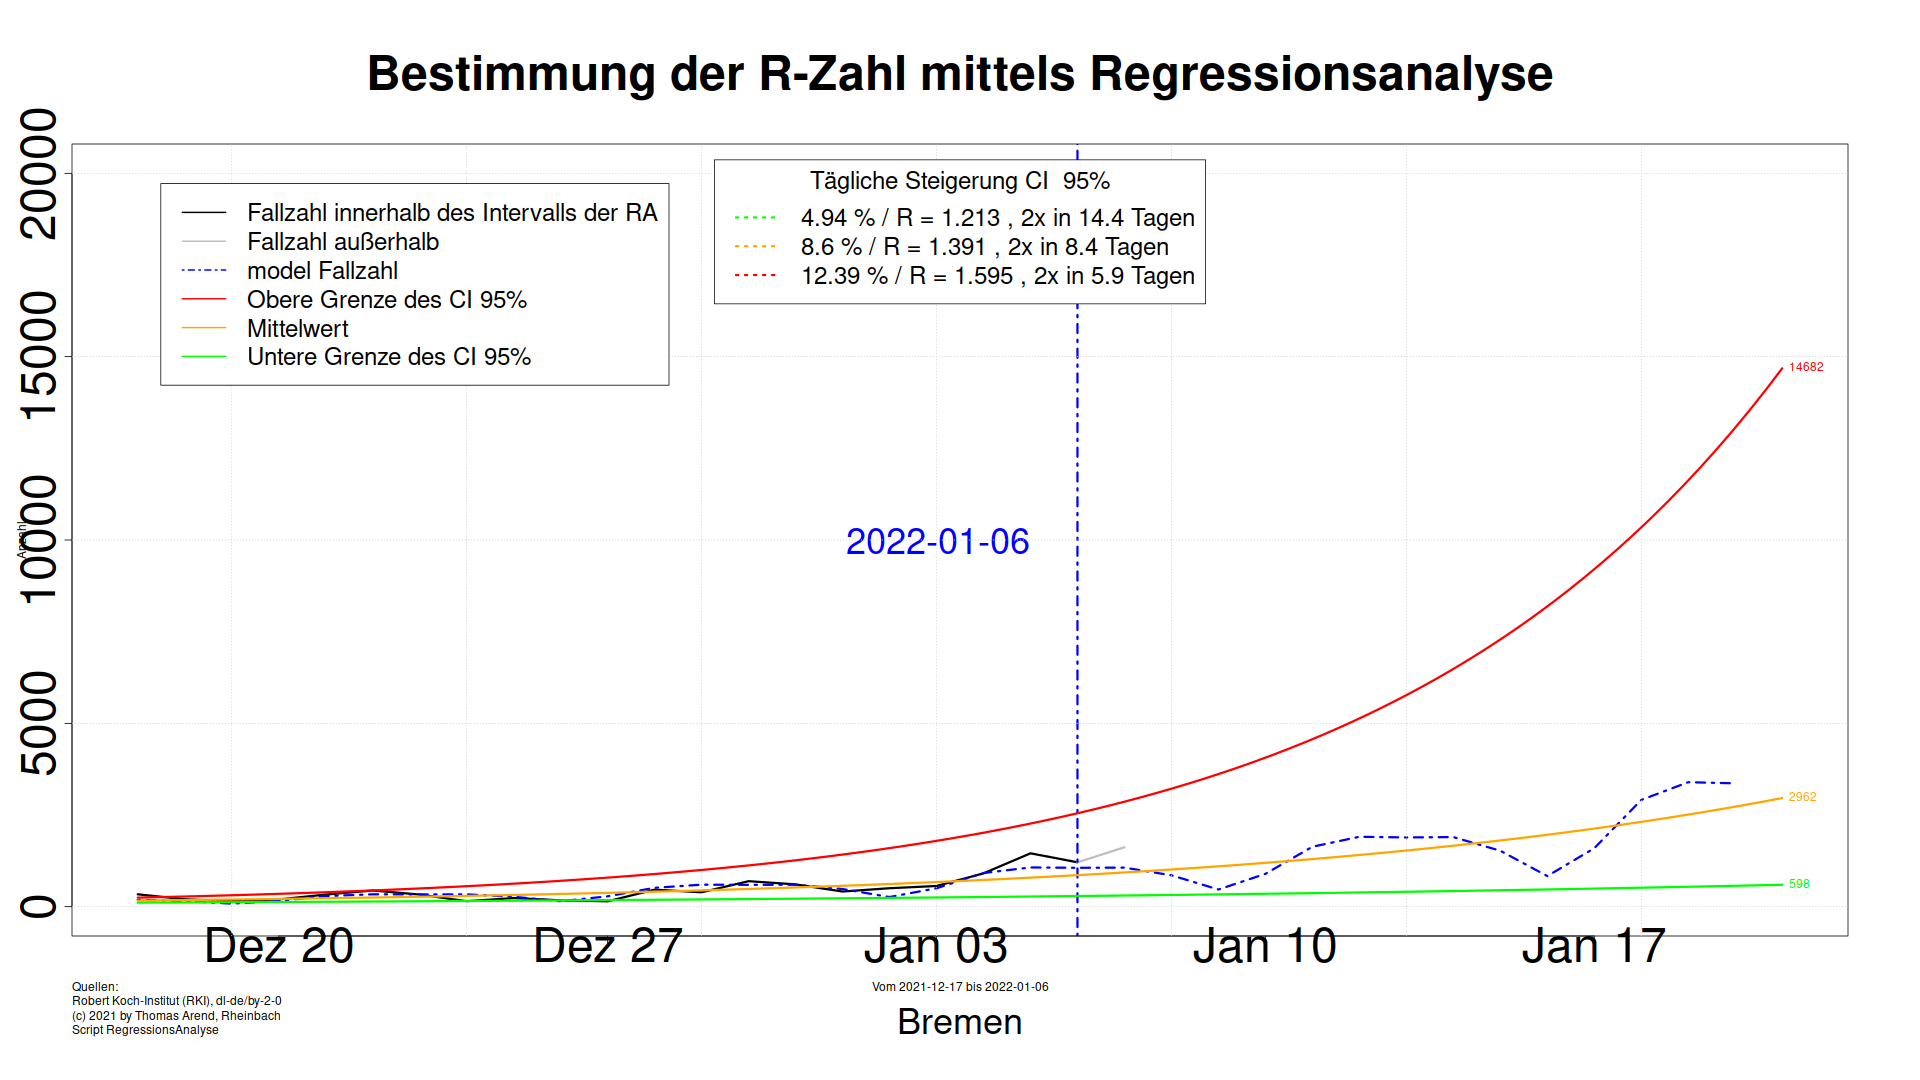 Bestimmung der R-Zahl mittels Regressionsanalyse
20000
15000
10000
5000
0
Anzahl
Fallzahl innerhalb des Intervalls der RA
Fallzahl außerhalb
model Fallzahl
Obere Grenze des CI 95%
Mittelwert
Untere Grenze des CI 95%
Tägliche Steigerung CI  95%
4.94 % / R = 1.213 , 2x in 14.4 Tagen
8.6 % / R = 1.391 , 2x in 8.4 Tagen
12.39 % / R = 1.595 , 2x in 5.9 Tagen
14682
2022-01-06
2962
598
Dez 20 Dez 27 Jan 03 Jan 10 Jan 17
Quellen:
Robert Koch-Institut (RKI), dl-de/by-2-0
(c) 2021 by Thomas Arend, Rheinbach
Script RegressionsAnalyse
Vom 2021-12-17 bis 2022-01-06
Bremen